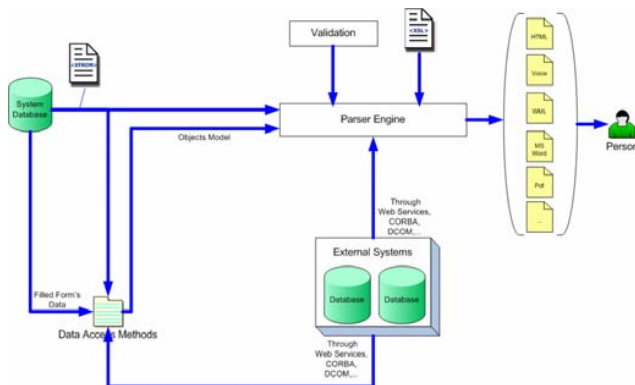 Validation
<XSL>
System
Database
Parser Engine
Objects Model
HTML
Voice
WML
MS
Word
Pdf
...
Person
Through
Web Services,
CORBA,
DCOM,...
External Systems
Database
Database
Filled Form's
Data
Data Access Methods
Through
Web Services,
CORBA,
DCOM,...